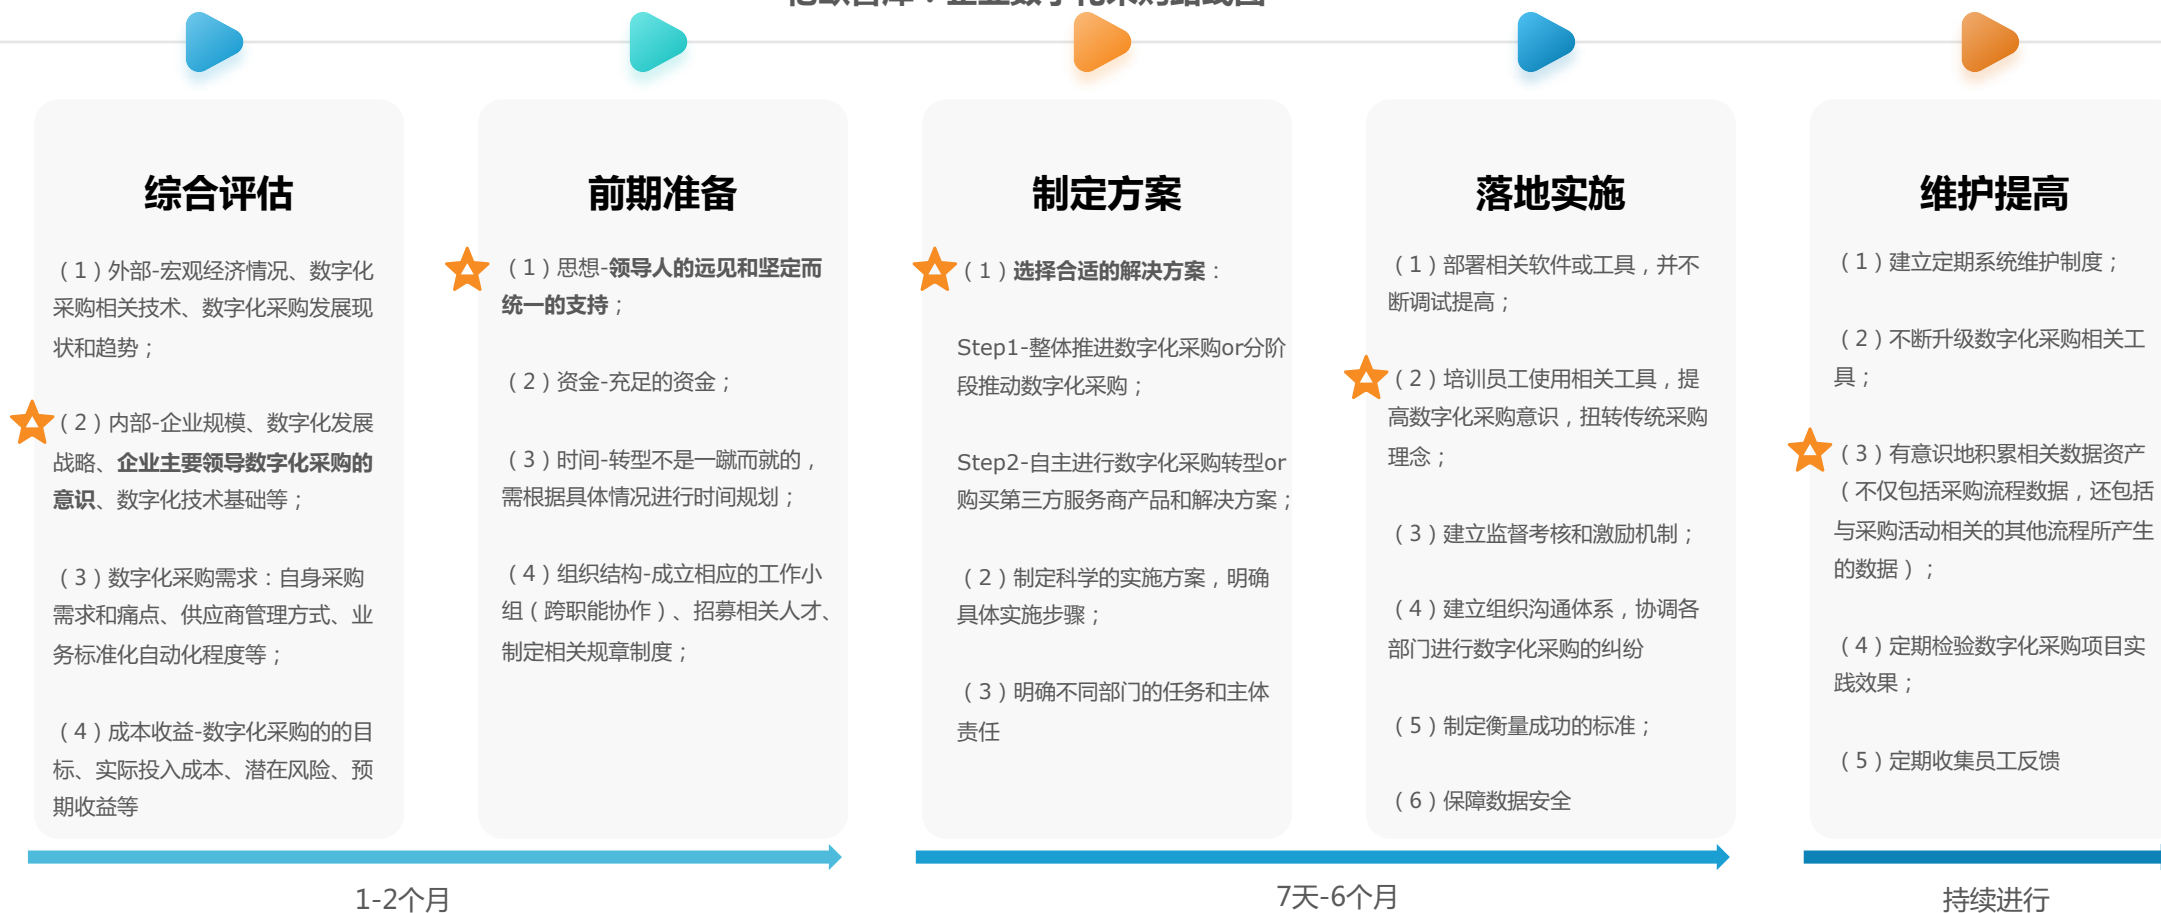 综合评估
（1）外部-宏观经济情况、数字化
采购相关技术、数字化采购发展现
状和趋势；
（2）内部-企业规模、数字化发展
战略、企业主要领导数字化采购的
意识、数字化技术基础等；
（3）数字化采购需求：自身采购
需求和痛点、供应商管理方式、业
务标准化自动化程度等；
（4）成本收益-数字化采购的的目
标、实际投入成本、潜在风险、预
期收益等
前期准备
（1）思想-领导人的远见和坚定而
统一的支持；
（2）资金-充足的资金；
（3）时间-转型不是一蹴而就的，
需根据具体情况进行时间规划；
（4）组织结构-成立相应的工作小
组（跨职能协作）、招募相关人才、
制定相关规章制度；
制定方案
（1）选择合适的解决方案：
Step1-整体推进数字化采购or分阶
段推动数字化采购；
Step2-自主进行数字化采购转型or
购买第三方服务商产品和解决方案；
（2）制定科学的实施方案，明确
具体实施步骤；
（3）明确不同部门的任务和主体
责任
落地实施
（1）部署相关软件或工具，并不
断调试提高；
（2）培训员工使用相关工具，提
高数字化采购意识，扭转传统采购
理念；
（3）建立监督考核和激励机制；
（4）建立组织沟通体系，协调各
部门进行数字化采购的纠纷
（5）制定衡量成功的标准；
（6）保障数据安全
维护提高
（1）建立定期系统维护制度；
（2）不断升级数字化采购相关工
具；
（3）有意识地积累相关数据资产
（不仅包括采购流程数据，还包括
与采购活动相关的其他流程所产生
的数据）；
（4）定期检验数字化采购项目实
践效果；
（5）定期收集员工反馈
1-2个月
7天-6个月
持续进行